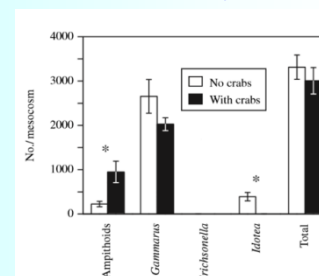 4000
3000
2000
1000
0
No./mesocosm
No crabs
With crabs
*
*
Ampithoids
Gammarus
richsonella
Idotea
Total